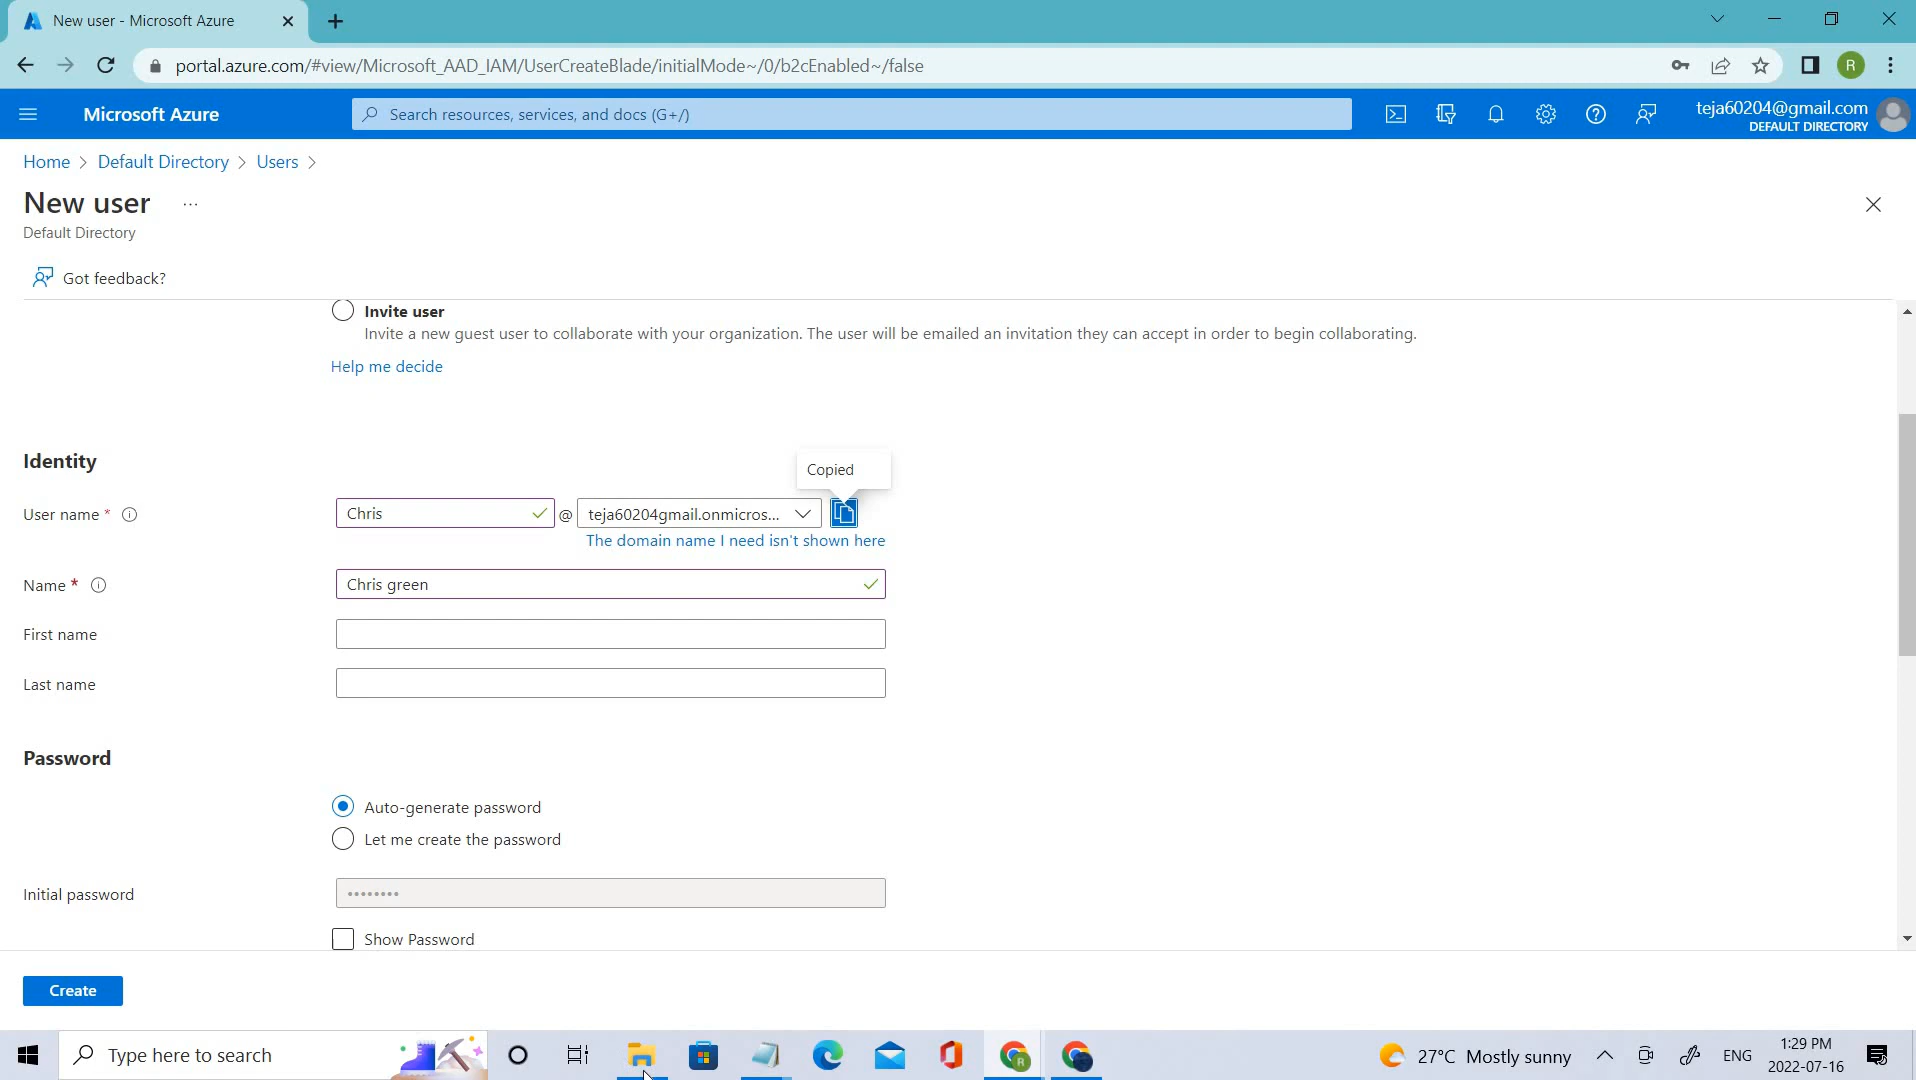 New user - Microsoft Azure
portal.azure.com/#view/Microsoft_AAD_IAM/UserCreateBlade/initialMode~/0/b2cEnabled~/false
R
Microsoft Azure
Search resources, services, and docs (G+/)
teja60204@gmail.com
DEFAULT DIRECTORY
Home > Default Directory > Users >
New user ...
Default Directory
Got feedback?
Invite user
Invite a new guest user to collaborate with your organization. The user will be emailed an invitation they can accept in order to begin collaborating.
Help me decide
Identity
Copied
User name * Chris @ teja60204gmail.onmicros...
The domain name I need isn't shown here
Name * Chris green
First name
Last name
Password
Auto-generate password
Let me create the password
Initial password ••••••••
Show Password
Create
Type here to search
27°C Mostly sunny
ENG
1:29 PM
2022-07-16